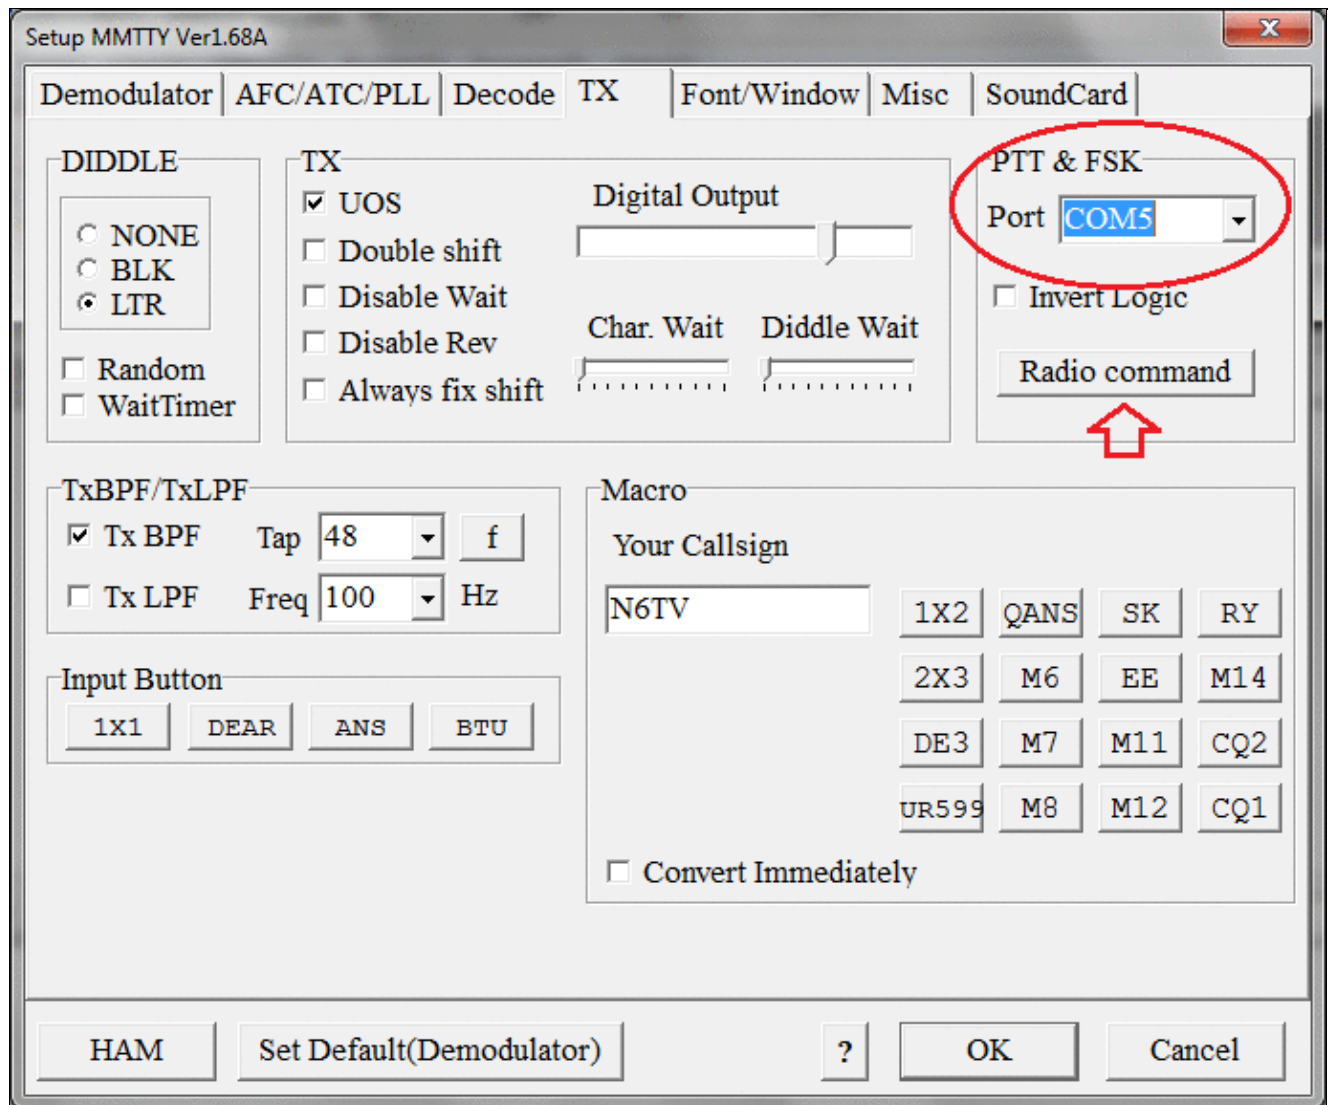 Setup MMTTY Ver1.68A
Demodulator AFC/ATC/PLL Decode TX Font/Window Misc SoundCard
DIDDLE
NONE
BLK
LTR
Random
WaitTimer
TX
UOS
Double shift
Disable Wait
Disable Rev
Always fix shift
Digital Output
Char. Wait Diddle Wait
PTT & FSK
Port COM5
Invert Logic
Radio command
TxBPF/TxLPF
Tx BPF Tap 48 f
Tx LPF Freq 100 Hz
Input Button
1X1 DEAR ANS BTU
Macro
Your Callsign
N6TV
1X2 QANS SK RY
2X3 M6 EE M14
DE3 M7 M11 CQ2
UR599 M8 M12 CQ1
Convert Immediately
HAM Set Default(Demodulator) ? OK Cancel